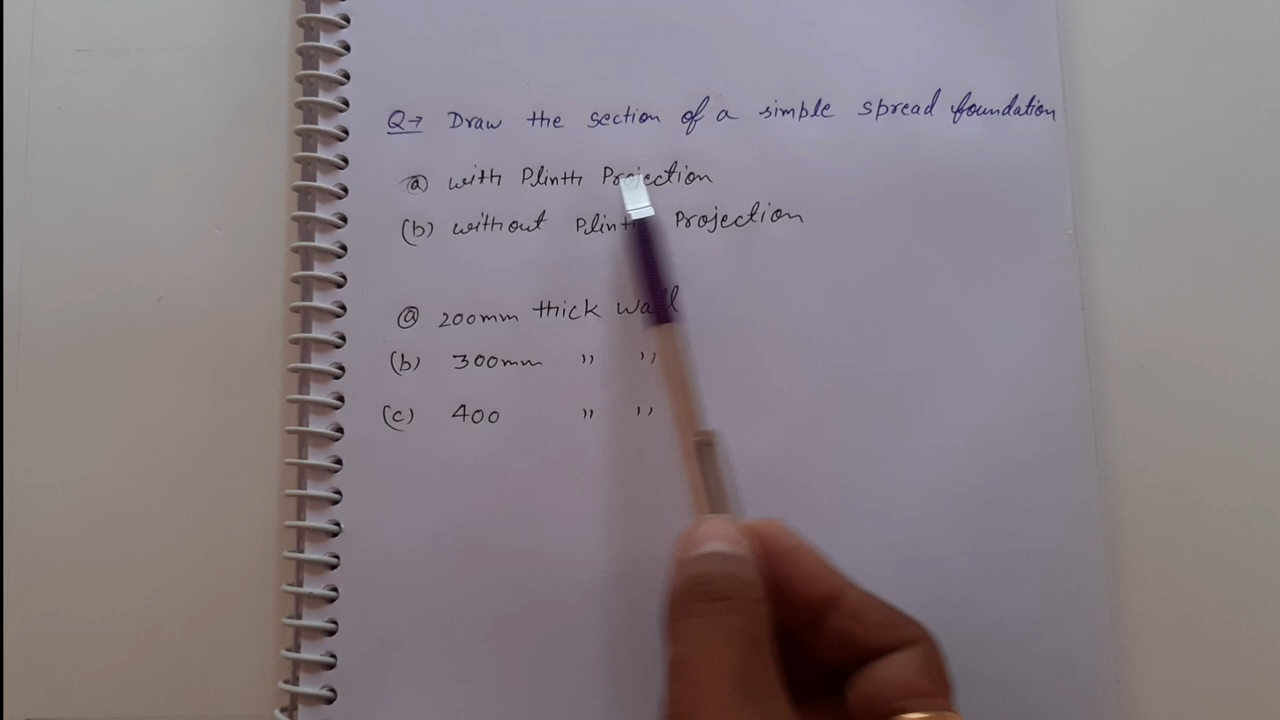 Q→ Draw the section of a simple spread foundation
(a) with Plinth Projection
(b) without Plinth Projection
(a) 200mm thick wall
(b) 300mm " "
(c) 400 " "